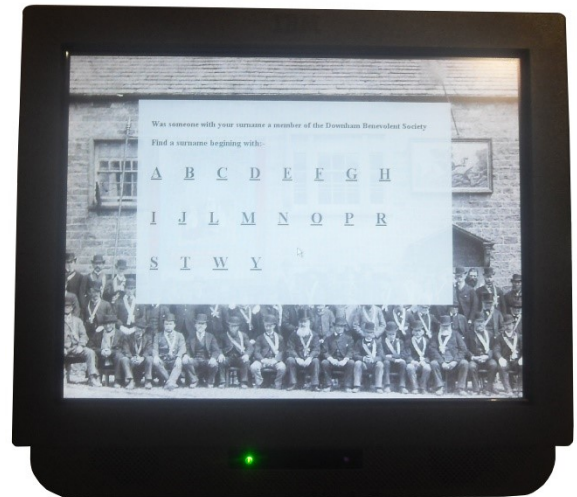 Was someone with your surname a member of the Downham Benevolent Society
Find a surname begining with:-
A B C D E F G H
I J L M N O P R
S T W Y